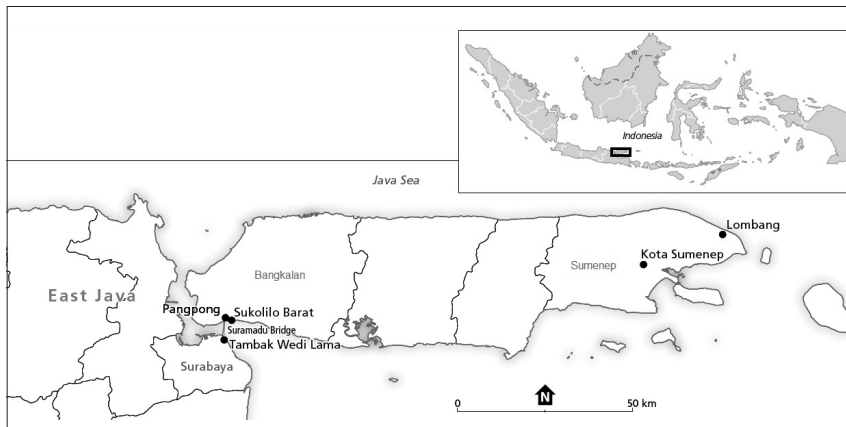 Indonesia
Java Sea
Lombang
Kota Sumenep
Sumenep
Bangkalan
East Java
Pangpong
Sukolilo Barat
Suramadu Bridge
Tambak Wedi Lama
Surabaya
N
0 50 km